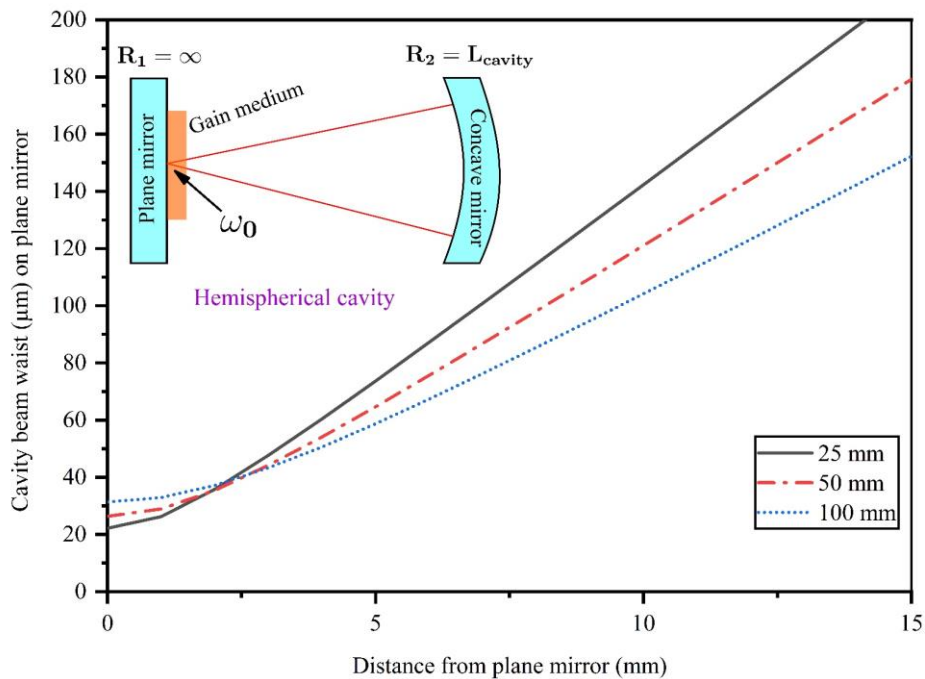 Cavity beam waist (μm) on plane mirror
200
180
160
140
120
100
80
60
40
20
0
R₁ = ∞
R₂ = L_cavity
Gain medium
Plane mirror
Concave mirror
ω₀
Hemispherical cavity
25 mm
50 mm
100 mm
0
5
10
15
Distance from plane mirror (mm)